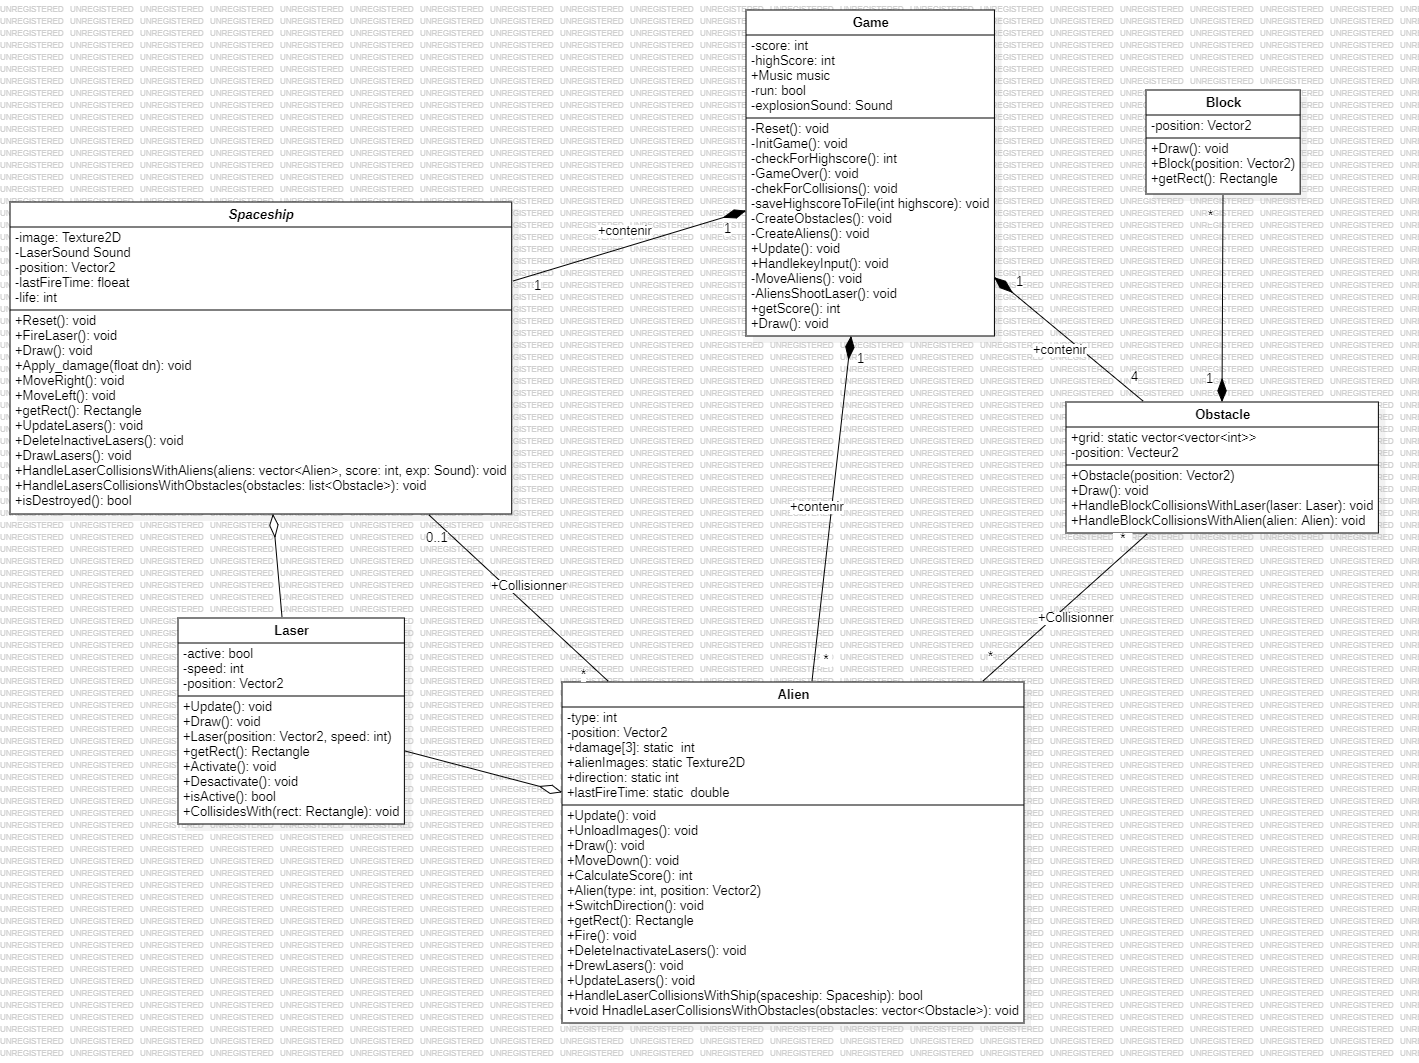 Game
-score: int
-highScore: int
+Music music
-run: bool
-explosionSound: Sound
-Reset(): void
-InitGame(): void
-checkForHighscore(): int
-GameOver(): void
-chekForCollisions(): void
-saveHighscoreToFile(int highscore): void
-CreateObstacles(): void
-CreateAliens(): void
+Update(): void
+HandlekeyInput(): void
-MoveAliens(): void
-AliensShootLaser(): void
+getScore(): int
+Draw(): void
Block
-position: Vector2
+Draw(): void
+Block(position: Vector2)
+getRect(): Rectangle
*
1
Spaceship
-image: Texture2D
-LaserSound Sound
-position: Vector2
-lastFireTime: floeat
-life: int
+Reset(): void
+FireLaser(): void
+Draw(): void
+Apply_damage(float dn): void
+MoveRight(): void
+MoveLeft(): void
+getRect(): Rectangle
+UpdateLasers(): void
+DeleteInactiveLasers(): void
+DrawLasers(): void
+HandleLaserCollisionsWithAliens(aliens: vector<Alien>, score: int, exp: Sound): void
+HandleLasersCollisionsWithObstacles(obstacles: list<Obstacle>): void
+isDestroyed(): bool
+contenir
1
1
1
+contenir
4
1
+contenir
*
Obstacle
+grid: static vector<vector<int>>
-position: Vecteur2
+Obstacle(position: Vector2)
+Draw(): void
+HandleBlockCollisionsWithLaser(laser: Laser): void
+HandleBlockCollisionsWithAlien(alien: Alien): void
0..1
+Collisionner
*
*
+Collisionner
*
Laser
-active: bool
-speed: int
-position: Vector2
+Update(): void
+Draw(): void
+Laser(position: Vector2, speed: int)
+getRect(): Rectangle
+Activate(): void
+Desactivate(): void
+isActive(): bool
+CollisidesWith(rect: Rectangle): void
Alien
-type: int
-position: Vector2
+damage[3]: static  int
+alienImages: static Texture2D
+direction: static int
+lastFireTime: static  double
+Update(): void
+UnloadImages(): void
+Draw(): void
+MoveDown(): void
+CalculateScore(): int
+Alien(type: int, position: Vector2)
+SwitchDirection(): void
+getRect(): Rectangle
+Fire(): void
+DeleteInactivateLasers(): void
+DrewLasers(): void
+UpdateLasers(): void
+HandleLaserCollisionsWithShip(spaceship: Spaceship): bool
+void HnadleLaserCollisionsWithObstacles(obstacles: vector<Obstacle>): void
UNREGISTERED